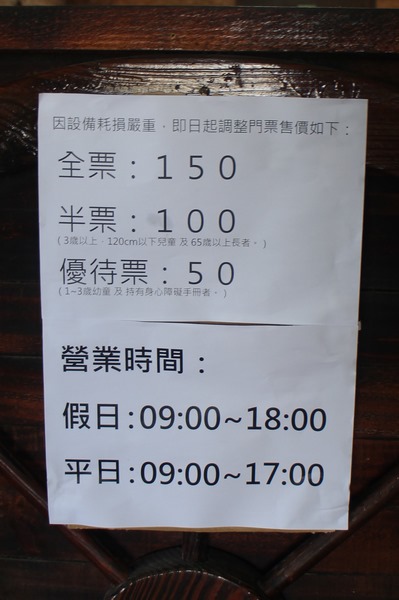 因設備耗損嚴重，即日起調整門票售價如下：
全票：１５０
半票：１００
（3歲以上、120cm以下兒童 及 65歲以上長者。）
優待票：５０
（1~3歲幼童 及 持有身心障礙手冊者。）
營業時間：
假日：09:00~18:00
平日：09:00~17:00